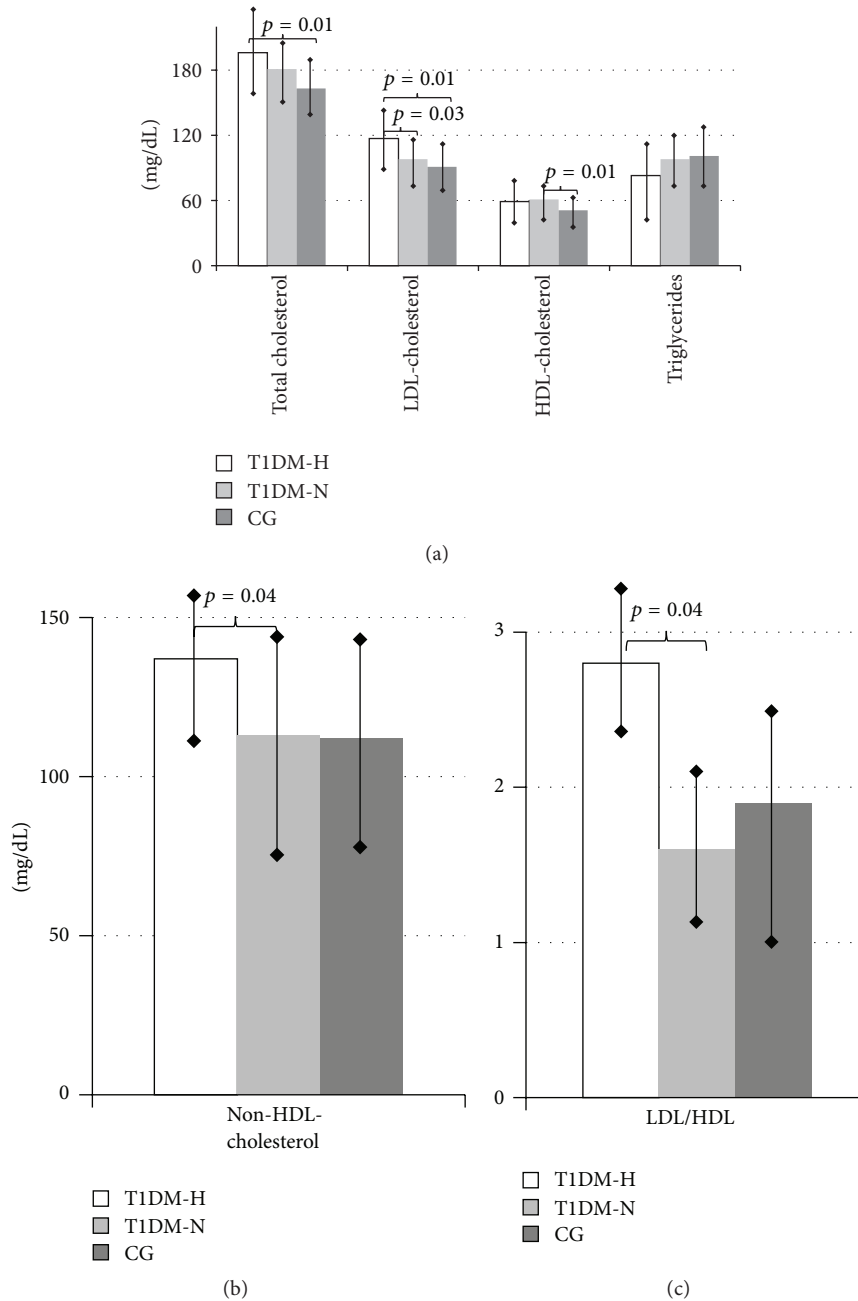 p = 0.01
180
p = 0.01
p = 0.03
120
p = 0.01
60
0
(mg/dL)
Total cholesterol
LDL-cholesterol
HDL-cholesterol
Triglycerides
T1DM-H
T1DM-N
CG
(a)
150
p = 0.04
100
50
0
(mg/dL)
Non-HDL-
cholesterol
T1DM-H
T1DM-N
CG
(b)
3
p = 0.04
2
1
0
LDL/HDL
T1DM-H
T1DM-N
CG
(c)